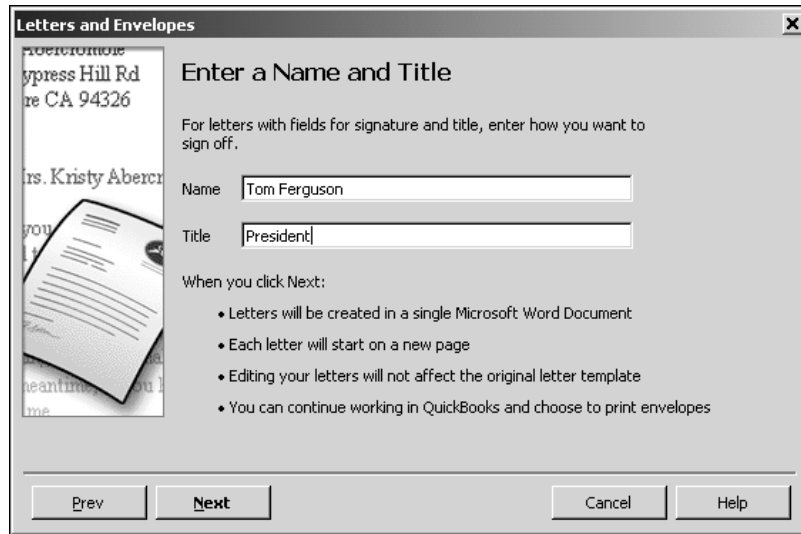 Letters and Envelopes
ypress Hill Rd
re CA 94326
rs. Kristy Abercr
you
Enter a Name and Title
For letters with fields for signature and title, enter how you want to
sign off.
Name Tom Ferguson
Title President
When you click Next:
• Letters will be created in a single Microsoft Word Document
• Each letter will start on a new page
• Editing your letters will not affect the original letter template
• You can continue working in QuickBooks and choose to print envelopes
Prev Next Cancel Help